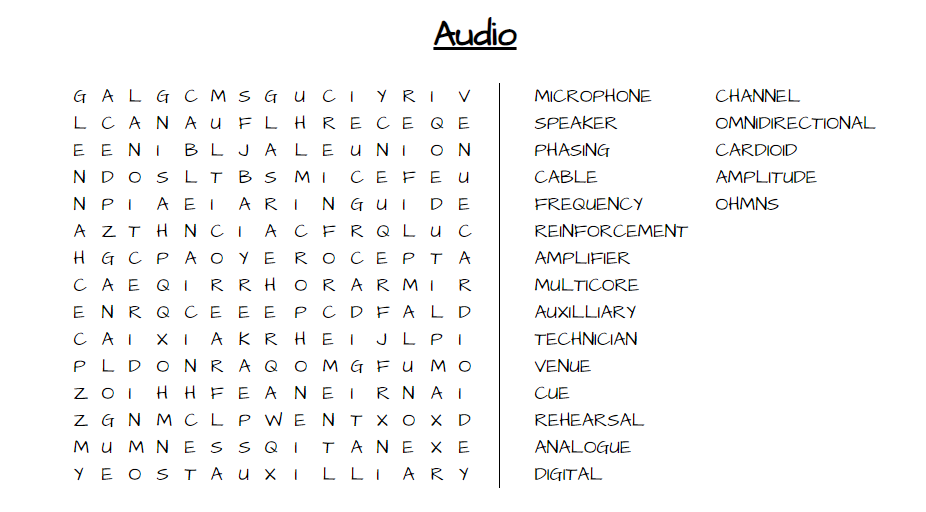 Audio
G A L G C M S G U C I Y R I V
L C A N A U F L H R E C E Q E
E E N I B L J A L E U N I O N
N D O S L T B S M I C E F E U
N P I A E I A R I N G U I D E
A Z T H N C I A C F R Q L U C
H G C P A O Y E R O C E P T A
C A E Q I R R H O R A R M I R
E N R Q C E E E P C D F A L D
C A I X I A K R H E I J L P I
P L D O N R A Q O M G F U M O
Z O I H H F E A N E I R N A I
Z G N M C L P W E N T X O X D
M U M N E S S Q I T A N E X E
Y E O S T A U X I L L I A R Y
MICROPHONE
SPEAKER
PHASING
CABLE
FREQUENCY
REINFORCEMENT
AMPLIFIER
MULTICORE
AUXILLIARY
TECHNICIAN
VENUE
CUE
REHEARSAL
ANALOGUE
DIGITAL
CHANNEL
OMNIDIRECTIONAL
CARDIOID
AMPLITUDE
OHMNS